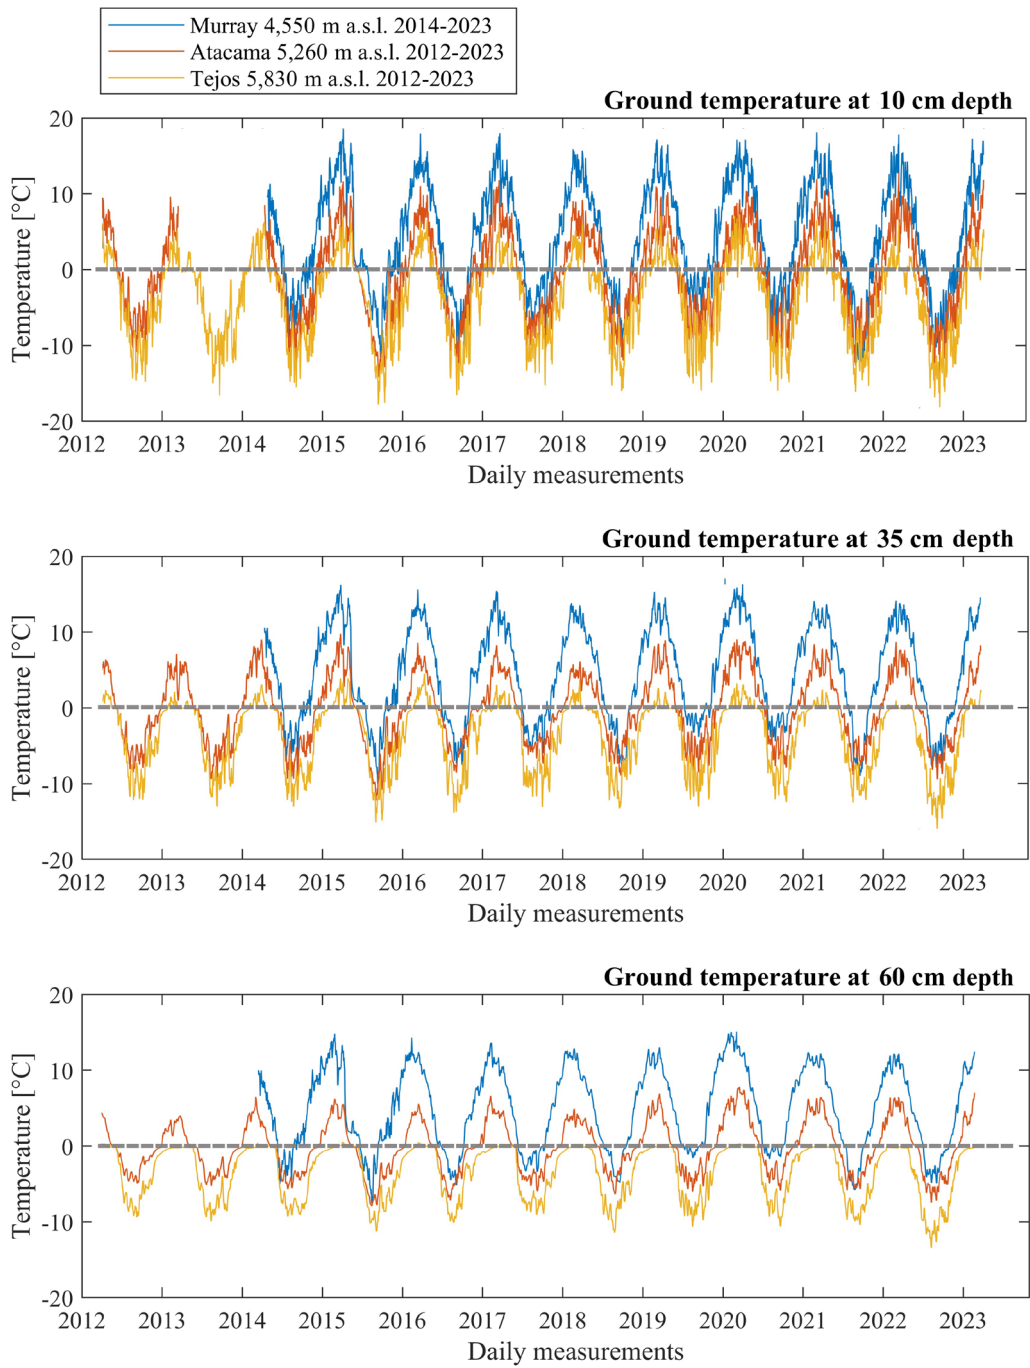 Murray 4,550 m a.s.l. 2014-2023
Atacama 5,260 m a.s.l. 2012-2023
Tejos 5,830 m a.s.l. 2012-2023
Ground temperature at 10 cm depth
20
10
0
-10
-20
Temperature [°C]
2012 2013 2014 2015 2016 2017 2018 2019 2020 2021 2022 2023
Daily measurements
Ground temperature at 35 cm depth
20
10
0
-10
-20
Temperature [°C]
2012 2013 2014 2015 2016 2017 2018 2019 2020 2021 2022 2023
Daily measurements
Ground temperature at 60 cm depth
20
10
0
-10
-20
Temperature [°C]
2012 2013 2014 2015 2016 2017 2018 2019 2020 2021 2022 2023
Daily measurements